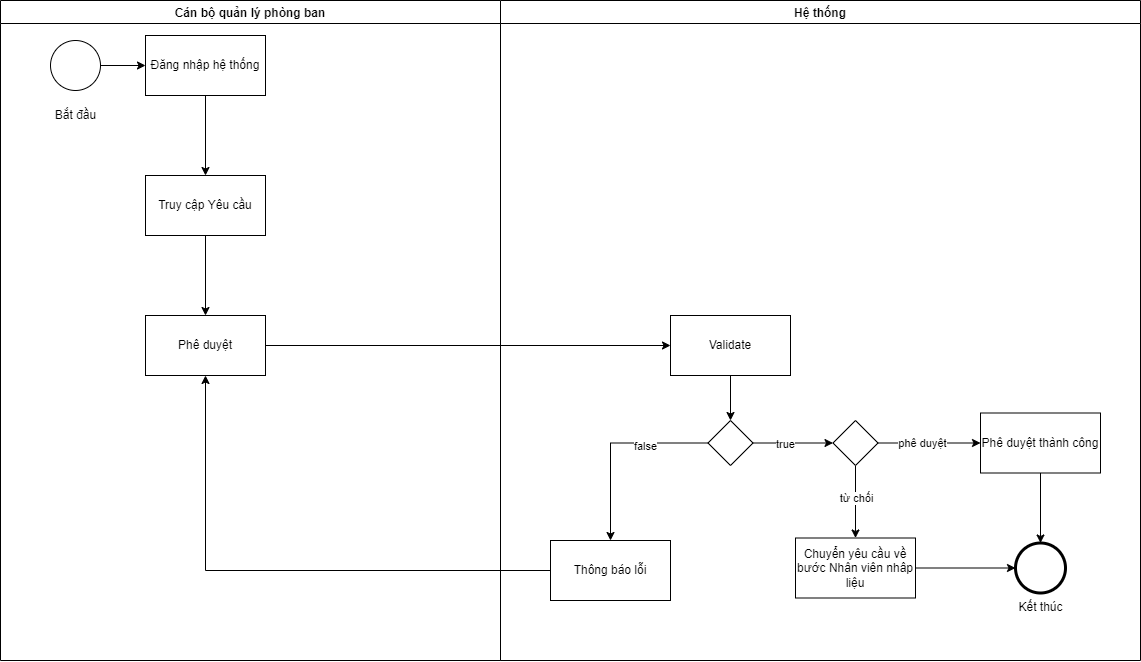 Cán bộ quản lý phòng ban
Hệ thống
Đăng nhập hệ thống
Bắt đầu
Truy cập Yêu cầu
Phê duyệt
Validate
false
true
phê duyệt
Phê duyệt thành công
từ chối
Thông báo lỗi
Chuyển yêu cầu về
bước Nhân viên nhâp
liệu
Kết thúc